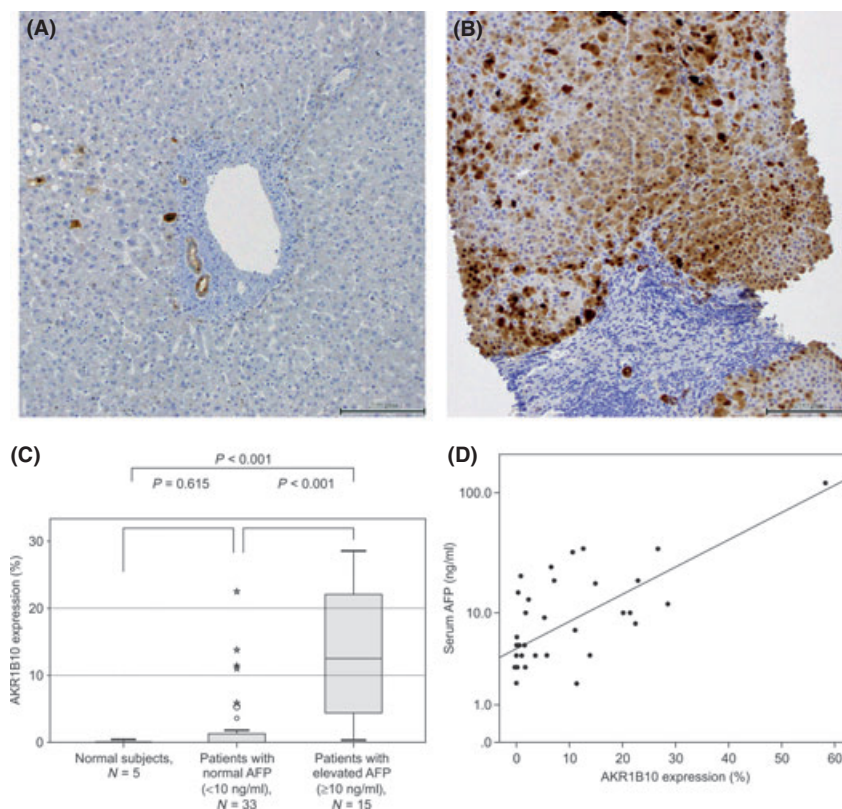 (A)
(B)
(C)
P < 0.001
P = 0.615
P < 0.001
AKR1B10 expression (%)
30
20
10
0
Normal subjects,
N = 5
Patients with
normal AFP
(<10 ng/ml),
N = 33
Patients with
elevated AFP
(≥10 ng/ml),
N = 15
(D)
Serum AFP (ng/ml)
100.0
10.0
1.0
.0
0
10
20
30
40
50
60
AKR1B10 expression (%)